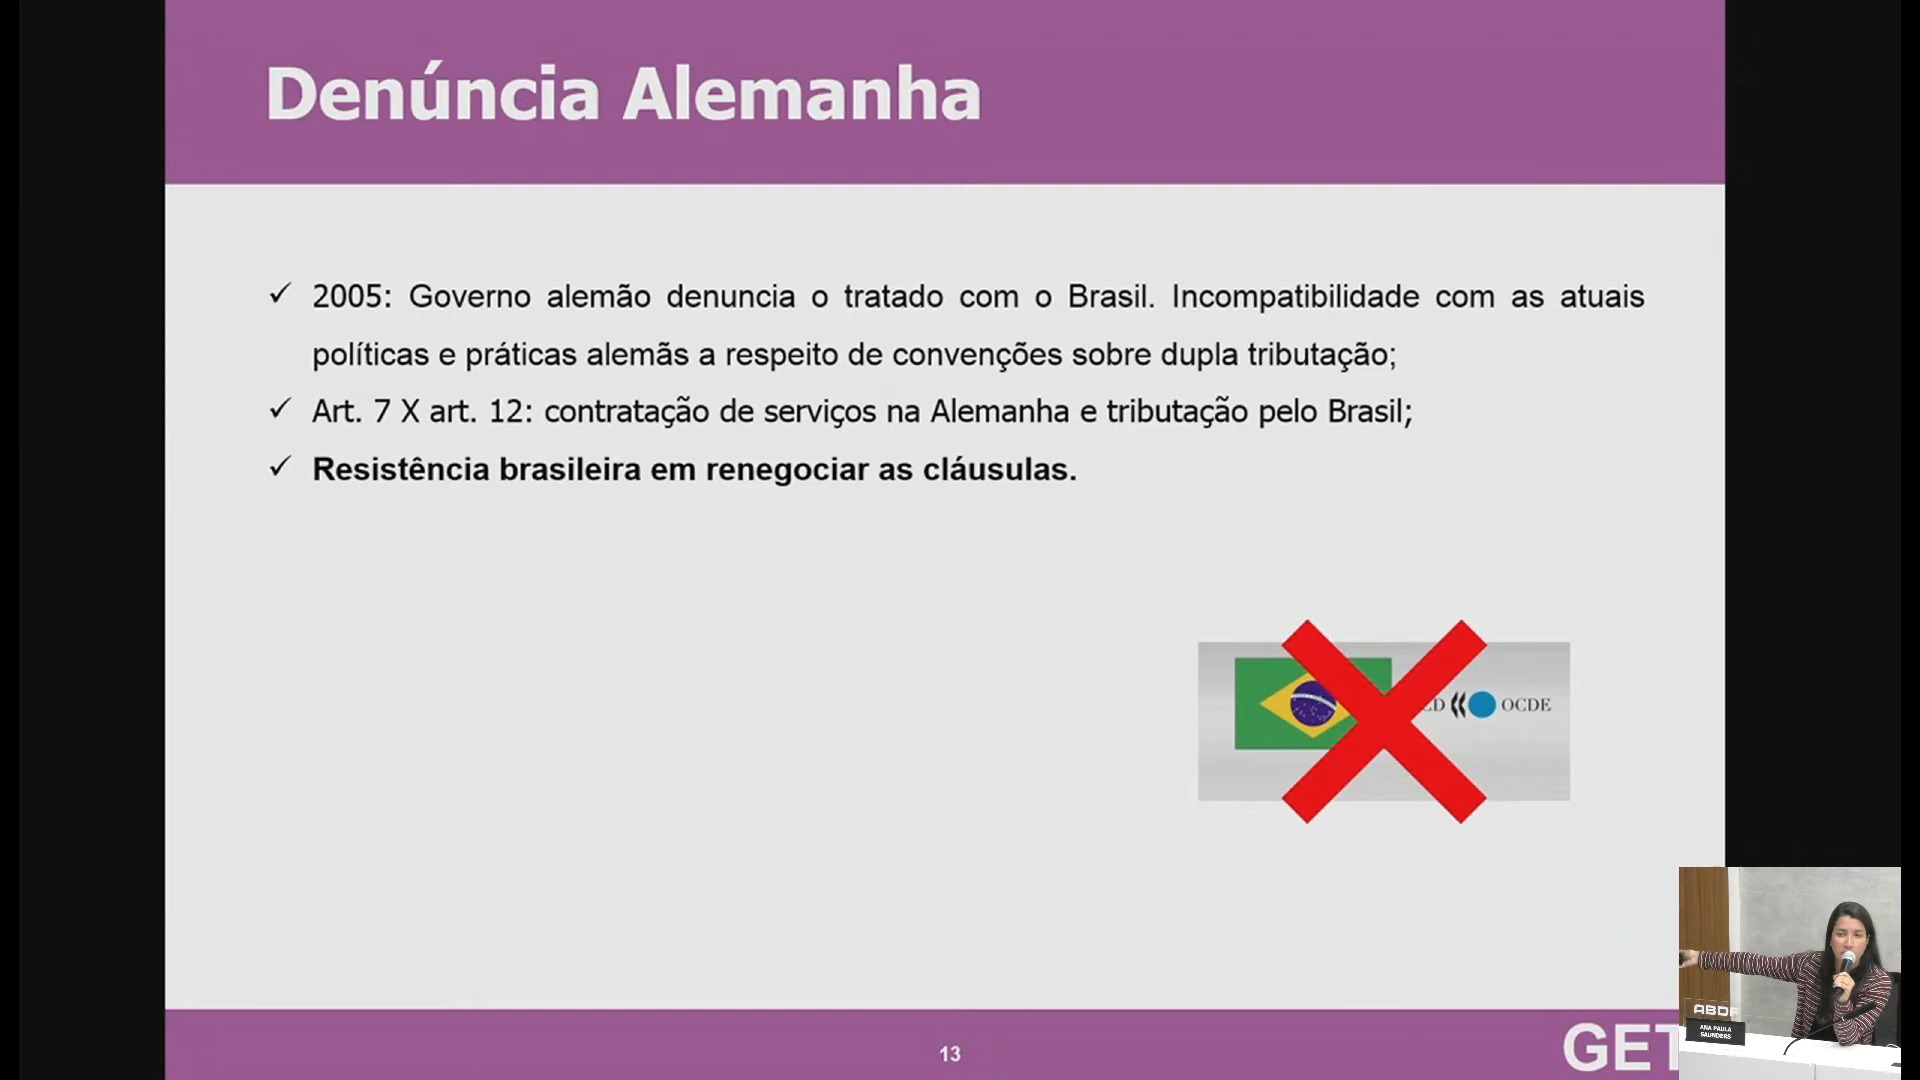 Denúncia Alemanha
✓ 2005: Governo alemão denuncia o tratado com o Brasil. Incompatibilidade com as atuais
políticas e práticas alemãs a respeito de convenções sobre dupla tributação;
✓ Art. 7 X art. 12: contratação de serviços na Alemanha e tributação pelo Brasil;
✓ Resistência brasileira em renegociar as cláusulas.
OCDE
13
GET
ABDF
ANA PAULA
SAUNDERS